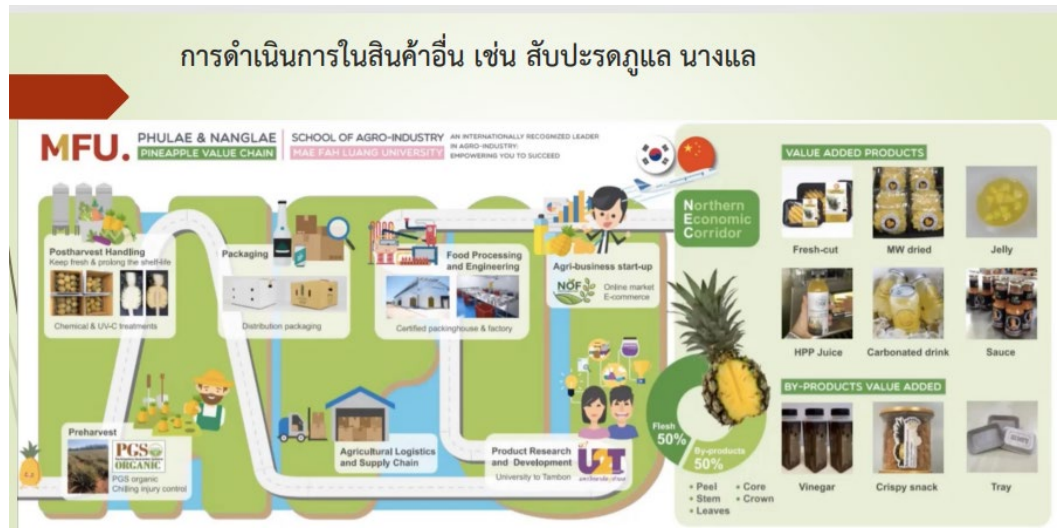 การดำเนินการในสินค้าอื่น เช่น สับปะรดภูแล นางแล
MFU.
PHULAE & NANGLAE
PINEAPPLE VALUE CHAIN
SCHOOL OF AGRO-INDUSTRY
MAE FAH LUANG UNIVERSITY
AN INTERNATIONALLY RECOGNIZED LEADER
IN AGRO-INDUSTRY:
EMPOWERING YOU TO SUCCEED
Postharvest Handling
Keep fresh & prolong the shelf-life
Chemical & UV-C treatments
Packaging
Distribution packaging
Food Processing
and Engineering
Certified packinghouse & factory
Agri-business start-up
NOF
Online market
E-commerce
Northern
Economic
Corridor
Preharvest
PGS
ORGANIC
PGS organic
Chilling injury control
Agricultural Logistics
and Supply Chain
Product Research
and Development
University to Tambon
U2T
Flesh
50%
By-products
50%
• Peel
• Core
• Stem
• Crown
• Leaves
VALUE ADDED PRODUCTS
Fresh-cut
MW dried
Jelly
HPP Juice
Carbonated drink
Sauce
BY-PRODUCTS VALUE ADDED
Vinegar
Crispy snack
Tray